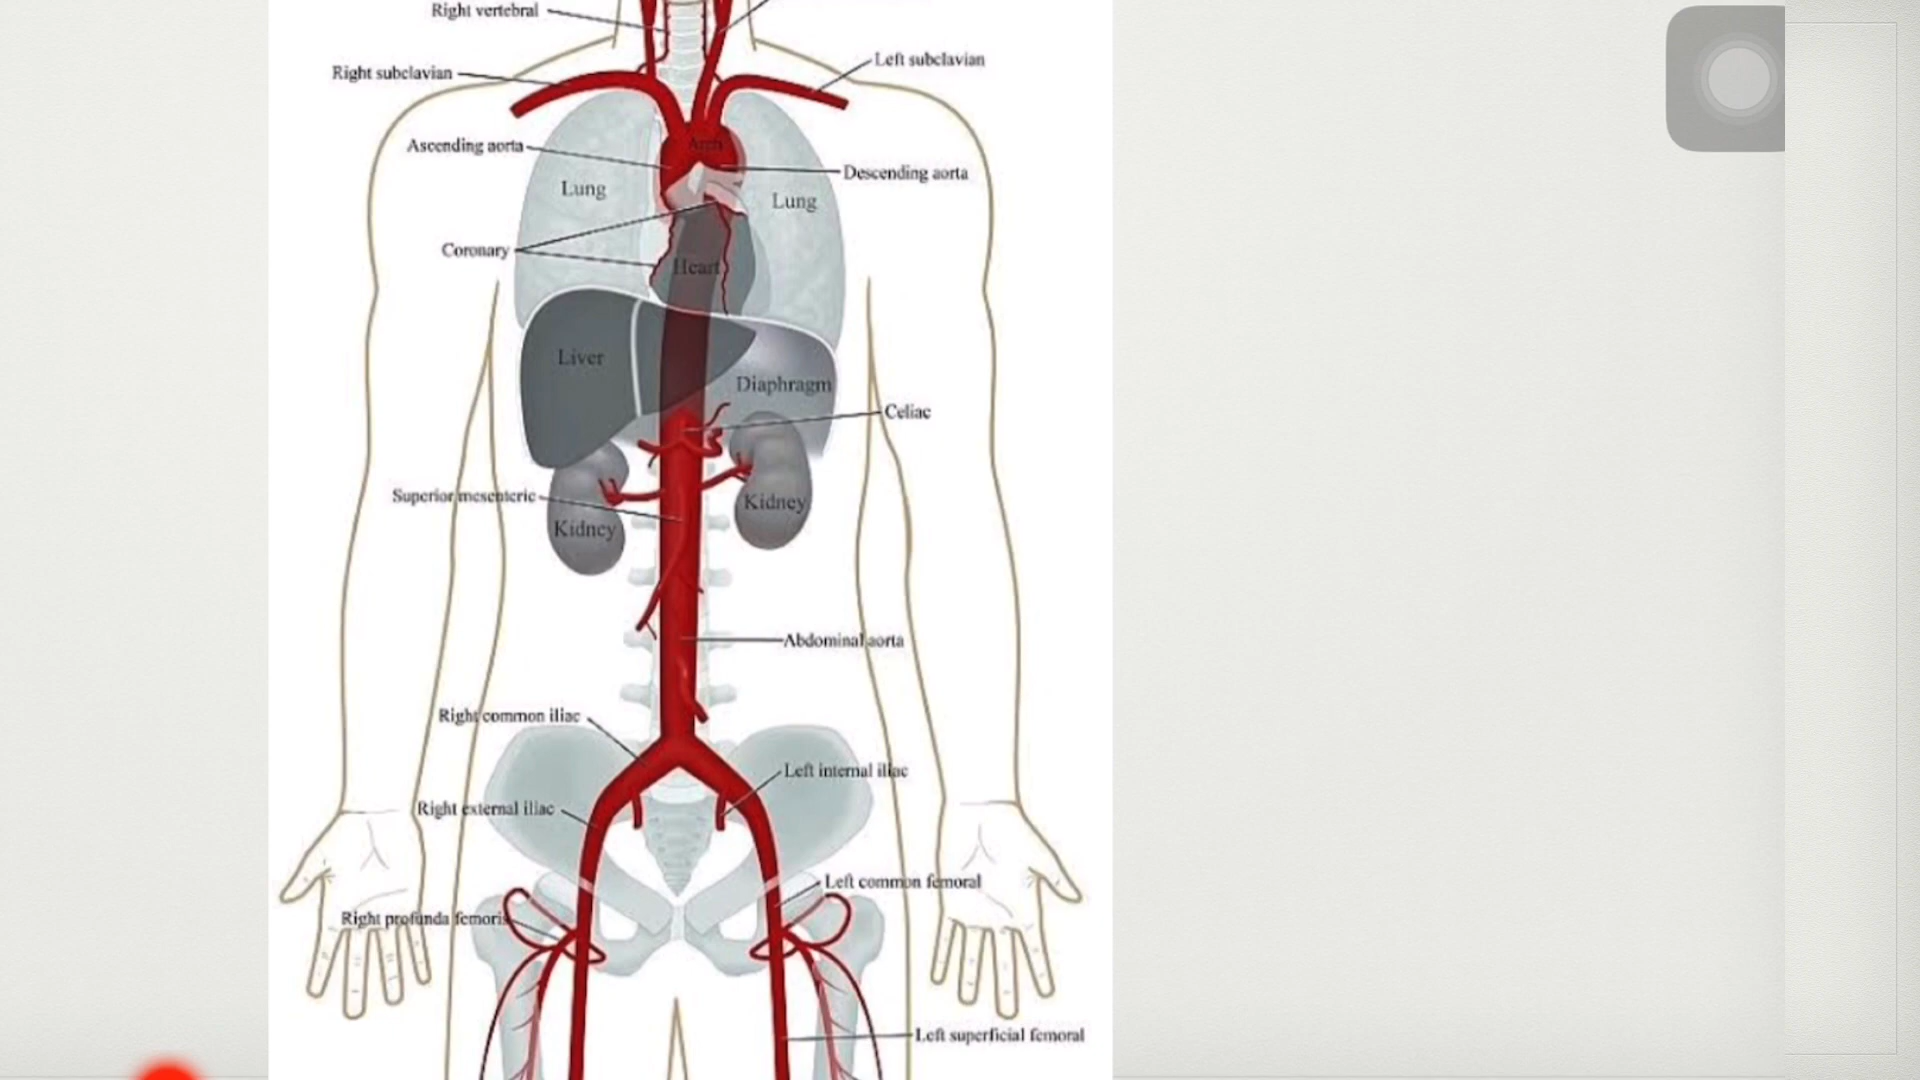 Right vertebral
Left subclavian
Right subclavian
Arch
Ascending aorta
Descending aorta
Lung
Lung
Coronary
Heart
Liver
Diaphragm
Celiac
Superior mesenteric
Kidney
Kidney
Abdominal aorta
Right common iliac
Left internal iliac
Right external iliac
Left common femoral
Right profunda femoris
Left superficial femoral